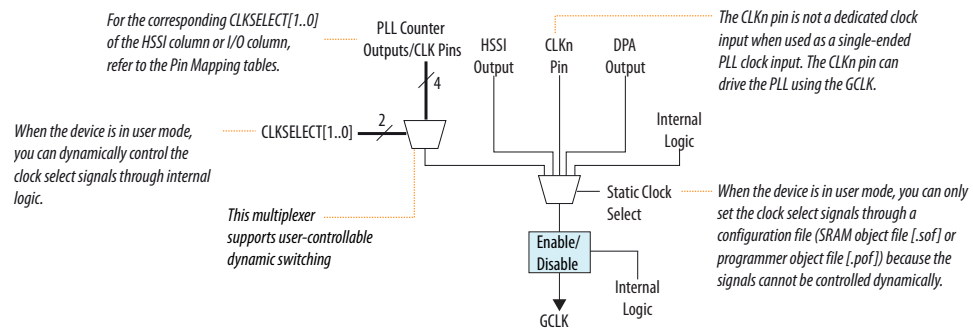 For the corresponding CLKSELECT[1..0]
of the HSSI column or I/O column,
refer to the Pin Mapping tables.
PLL Counter
Outputs/CLK Pins
HSSI
Output
CLKn
Pin
DPA
Output
The CLKn pin is not a dedicated clock
input when used as a single-ended
PLL clock input. The CLKn pin can
drive the PLL using the GCLK.
4
When the device is in user mode,
you can dynamically control the
clock select signals through internal
logic.
CLKSELECT[1..0]
2
Internal
Logic
This multiplexer
supports user-controllable
dynamic switching
Static Clock
Select
When the device is in user mode, you can only
set the clock select signals through a
configuration file (SRAM object file [.sof] or
programmer object file [.pof]) because the
signals cannot be controlled dynamically.
Enable/
Disable
Internal
Logic
GCLK